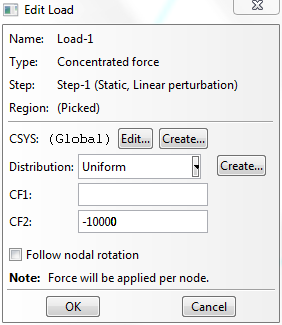 Edit Load
Name: Load-1
Type: Concentrated force
Step: Step-1 (Static, Linear perturbation)
Region: (Picked)
CSYS: (Global) Edit... Create...
Distribution: Uniform Create...
CF1:
CF2: -10000
Follow nodal rotation
Note: Force will be applied per node.
OK Cancel